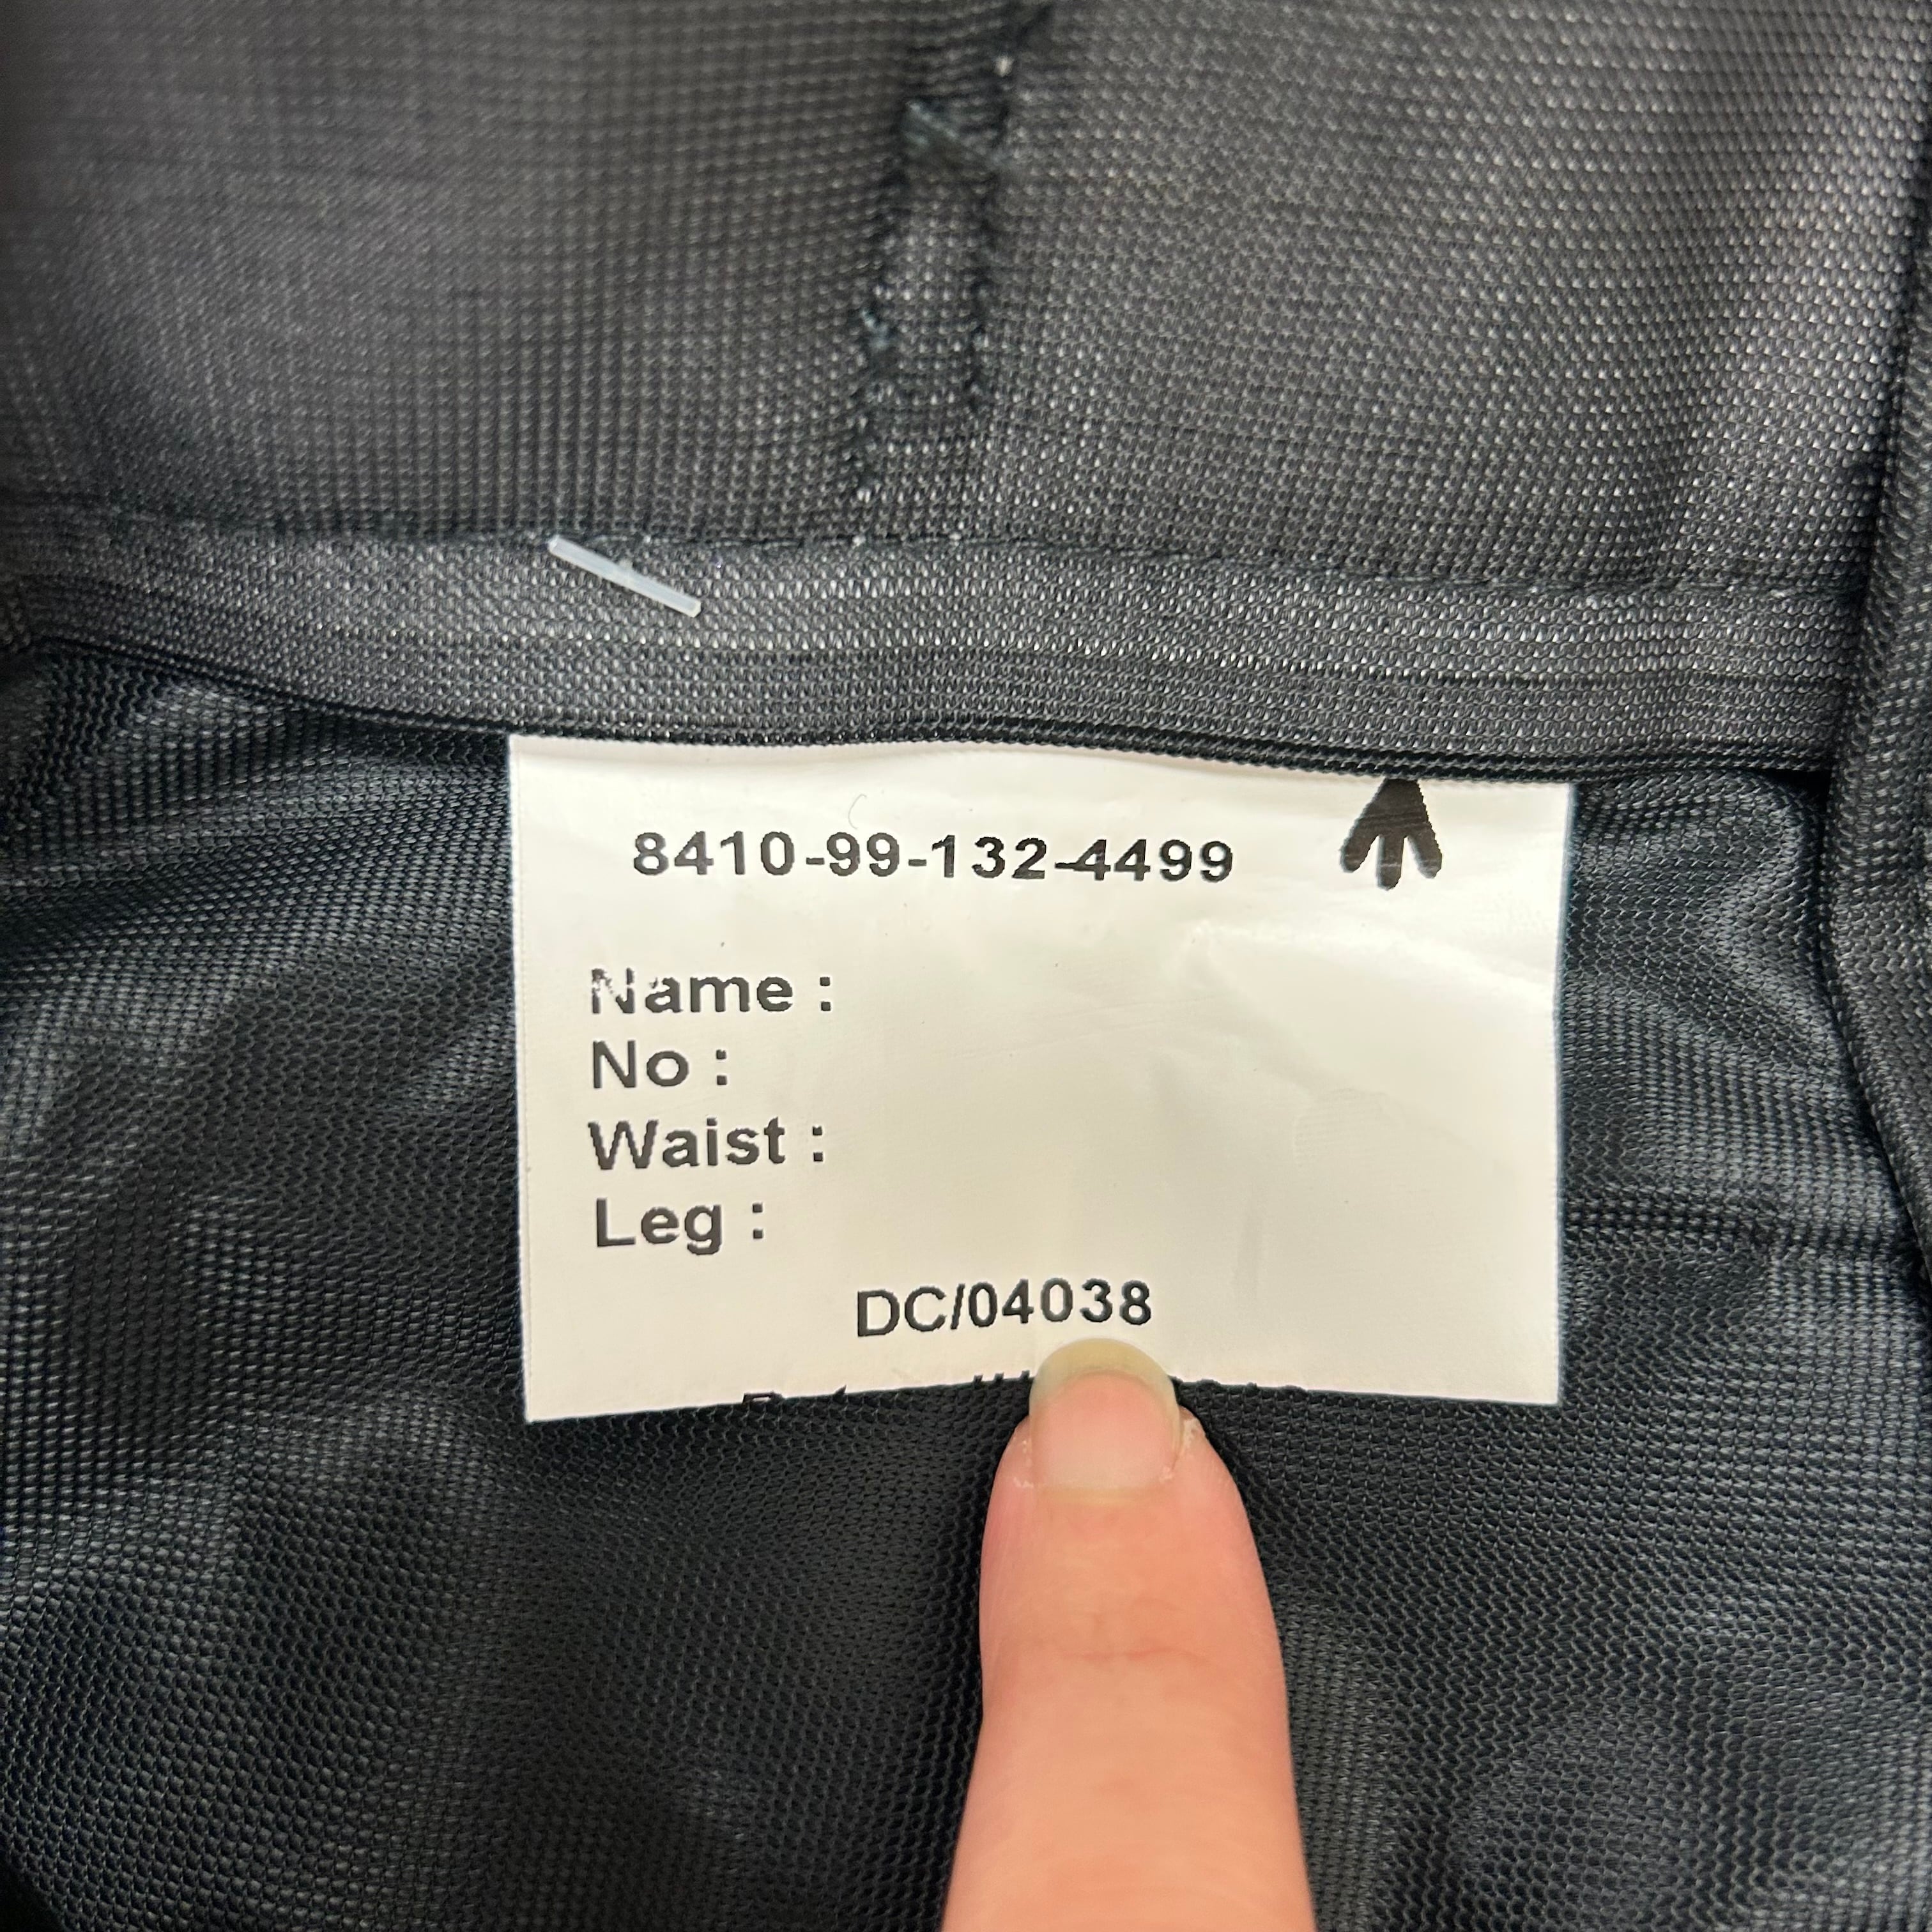 8410-99-132-4499
Name :
No :
Waist :
Leg :
DC/04038